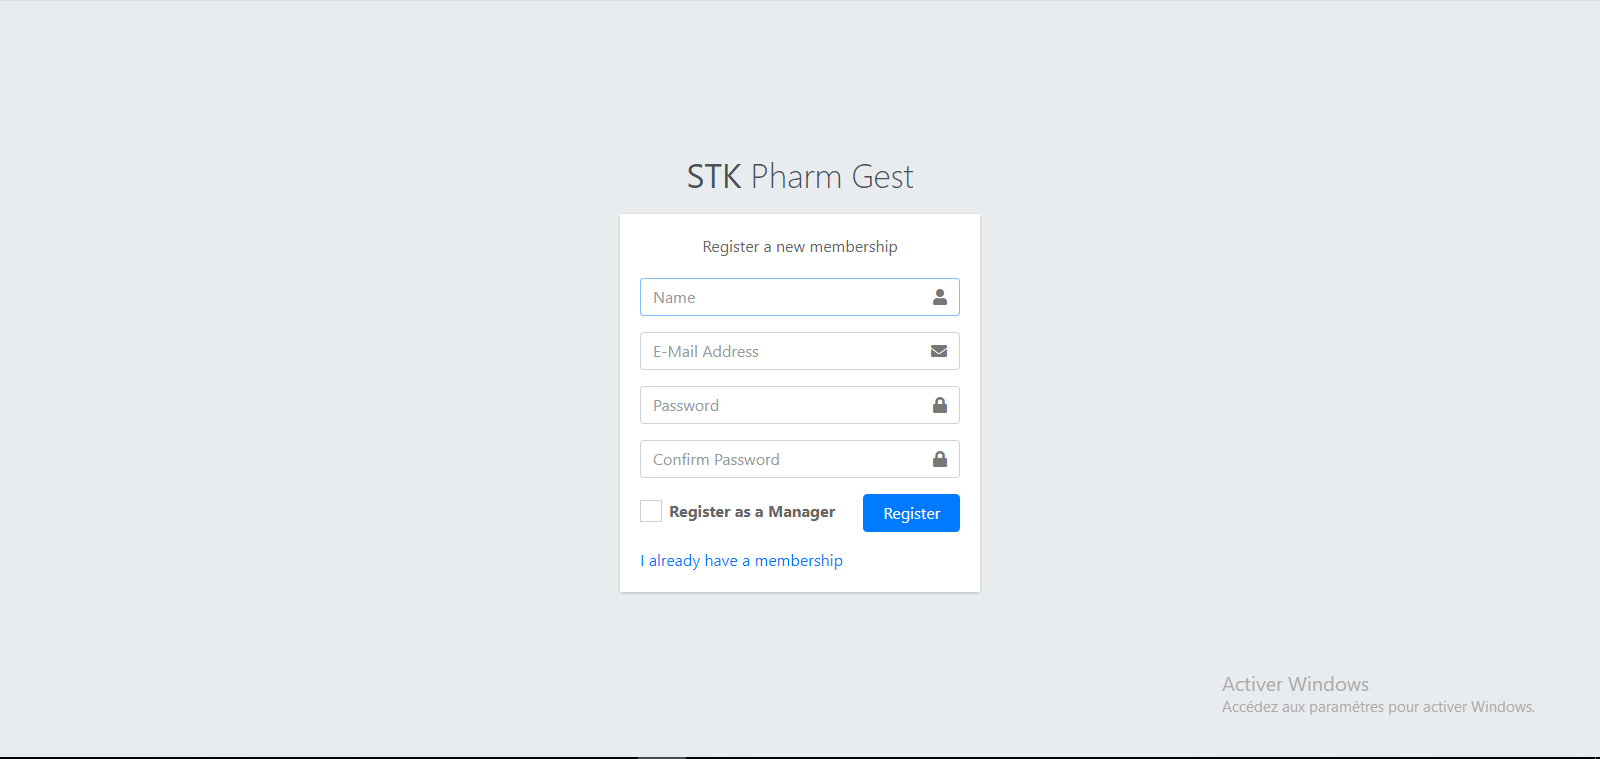 STK Pharm Gest
Register a new membership
Name
E-Mail Address
Password
Confirm Password
Register as a Manager
Register
I already have a membership
Activer Windows
Accédez aux paramètres pour activer Windows.